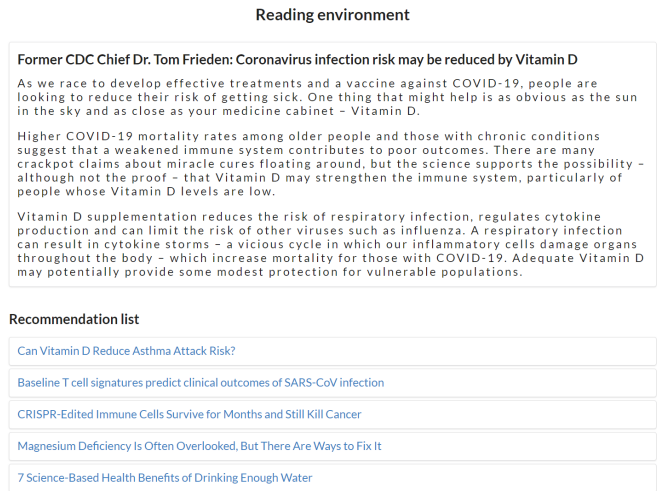 Reading environment
Former CDC Chief Dr. Tom Frieden: Coronavirus infection risk may be reduced by Vitamin D
As we race to develop effective treatments and a vaccine against COVID-19, people are
looking to reduce their risk of getting sick. One thing that might help is as obvious as the sun
in the sky and as close as your medicine cabinet – Vitamin D.
Higher COVID-19 mortality rates among older people and those with chronic conditions
suggest that a weakened immune system contributes to poor outcomes. There are many
crackpot claims about miracle cures floating around, but the science supports the possibility –
although not the proof – that Vitamin D may strengthen the immune system, particularly of
people whose Vitamin D levels are low.
Vitamin D supplementation reduces the risk of respiratory infection, regulates cytokine
production and can limit the risk of other viruses such as influenza. A respiratory infection
can result in cytokine storms – a vicious cycle in which our inflammatory cells damage organs
throughout the body – which increase mortality for those with COVID-19. Adequate Vitamin D
may potentially provide some modest protection for vulnerable populations.
Recommendation list
Can Vitamin D Reduce Asthma Attack Risk?
Baseline T cell signatures predict clinical outcomes of SARS-CoV infection
CRISPR-Edited Immune Cells Survive for Months and Still Kill Cancer
Magnesium Deficiency Is Often Overlooked, But There Are Ways to Fix It
7 Science-Based Health Benefits of Drinking Enough Water